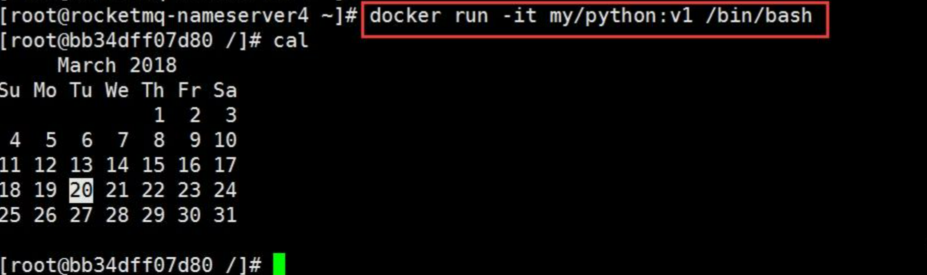 [root@rocketmq-nameserver4 ~]# docker run -it my/python:v1 /bin/bash
[root@bb34dff07d80 /]# cal
March 2018
Su Mo Tu We Th Fr Sa
1 2 3
4 5 6 7 8 9 10
11 12 13 14 15 16 17
18 19 20 21 22 23 24
25 26 27 28 29 30 31
[root@bb34dff07d80 /]#